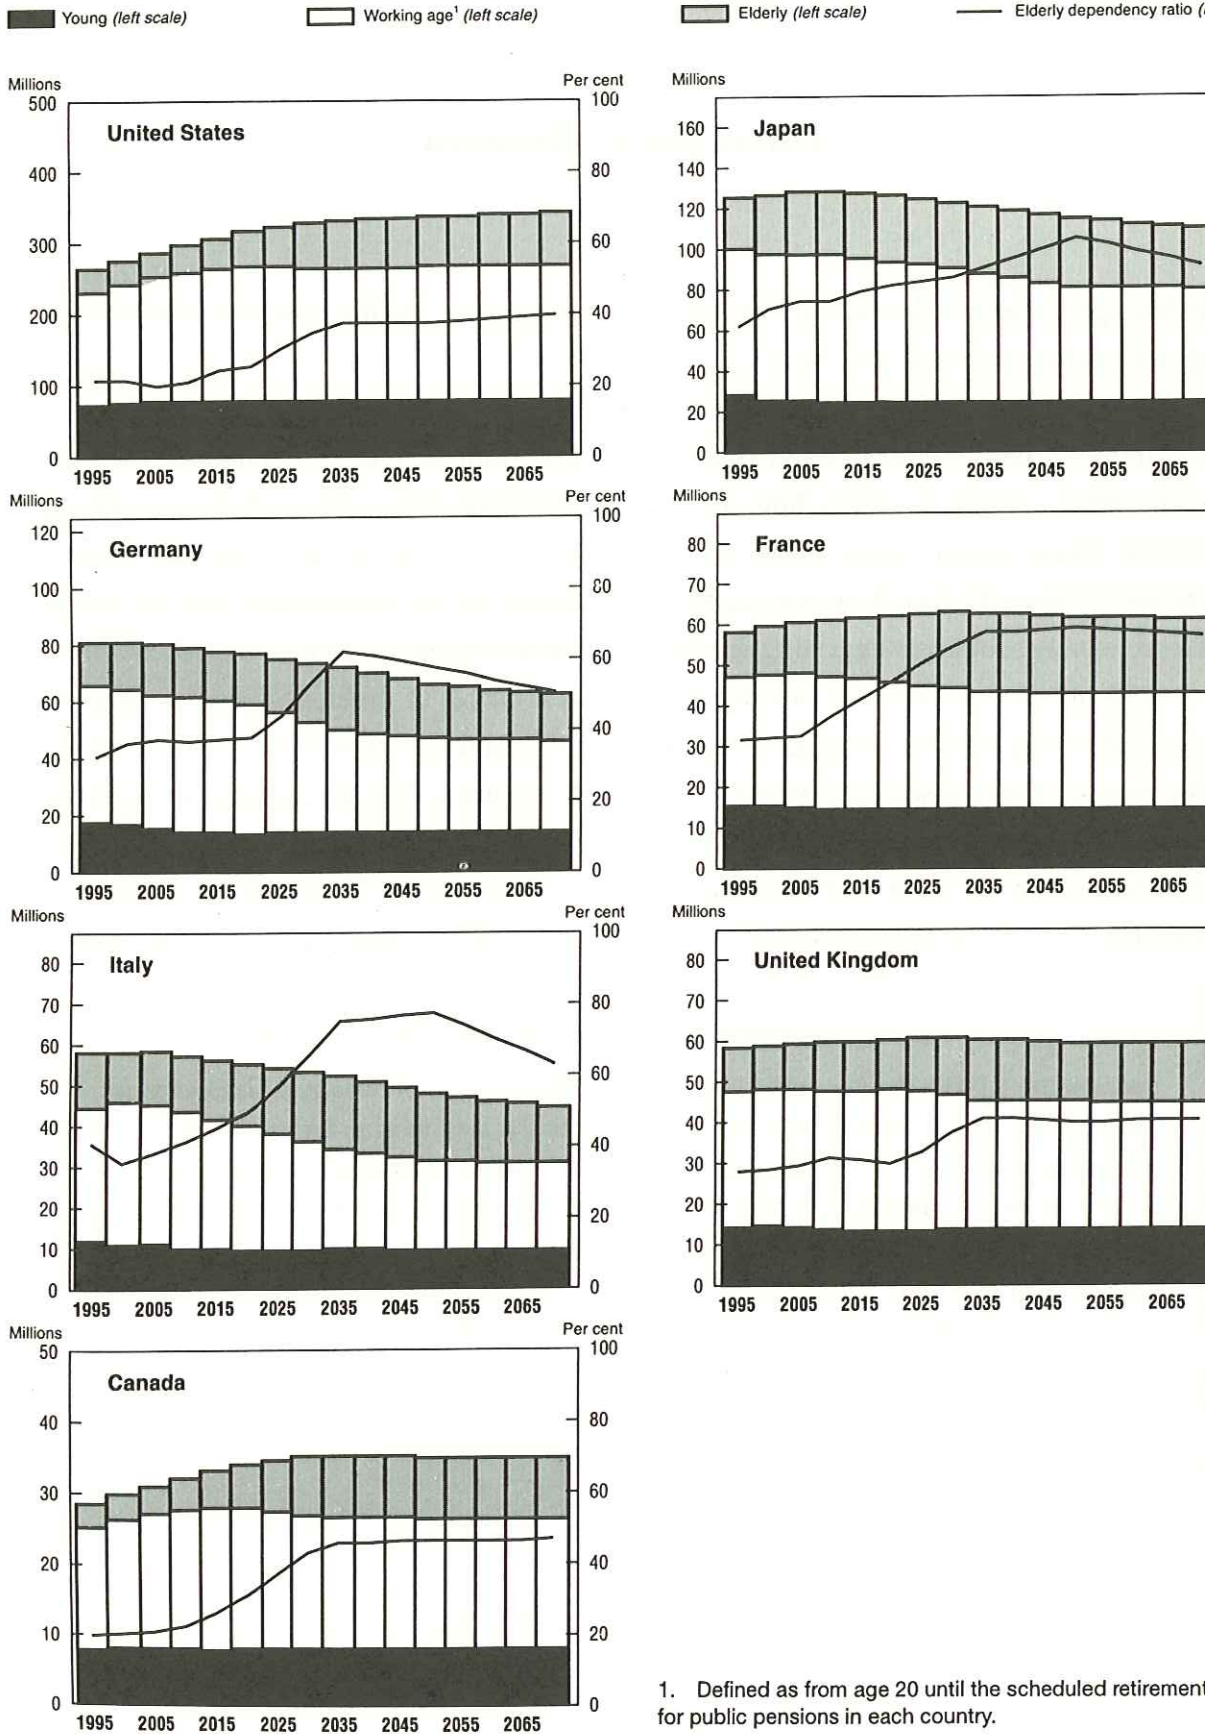 Young (left scale)
Working age¹ (left scale)
Elderly (left scale)
Elderly dependency ratio
Millions
Per cent
United States
500
400
300
200
100
0
100
80
60
40
20
0
1995 2005 2015 2025 2035 2045 2055 2065
Millions
Japan
160
140
120
100
80
60
40
20
0
1995 2005 2015 2025 2035 2045 2055 2065
Millions
Per cent
Germany
120
100
80
60
40
20
0
100
80
60
40
20
0
1995 2005 2015 2025 2035 2045 2055 2065
Millions
France
80
70
60
50
40
30
20
10
0
1995 2005 2015 2025 2035 2045 2055 2065
Millions
Per cent
Italy
80
70
60
50
40
30
20
10
0
100
80
60
40
20
0
1995 2005 2015 2025 2035 2045 2055 2065
Millions
United Kingdom
80
70
60
50
40
30
20
10
0
1995 2005 2015 2025 2035 2045 2055 2065
Millions
Per cent
Canada
50
40
30
20
10
0
100
80
60
40
20
0
1995 2005 2015 2025 2035 2045 2055 2065
1. Defined as from age 20 until the scheduled retirement
for public pensions in each country.